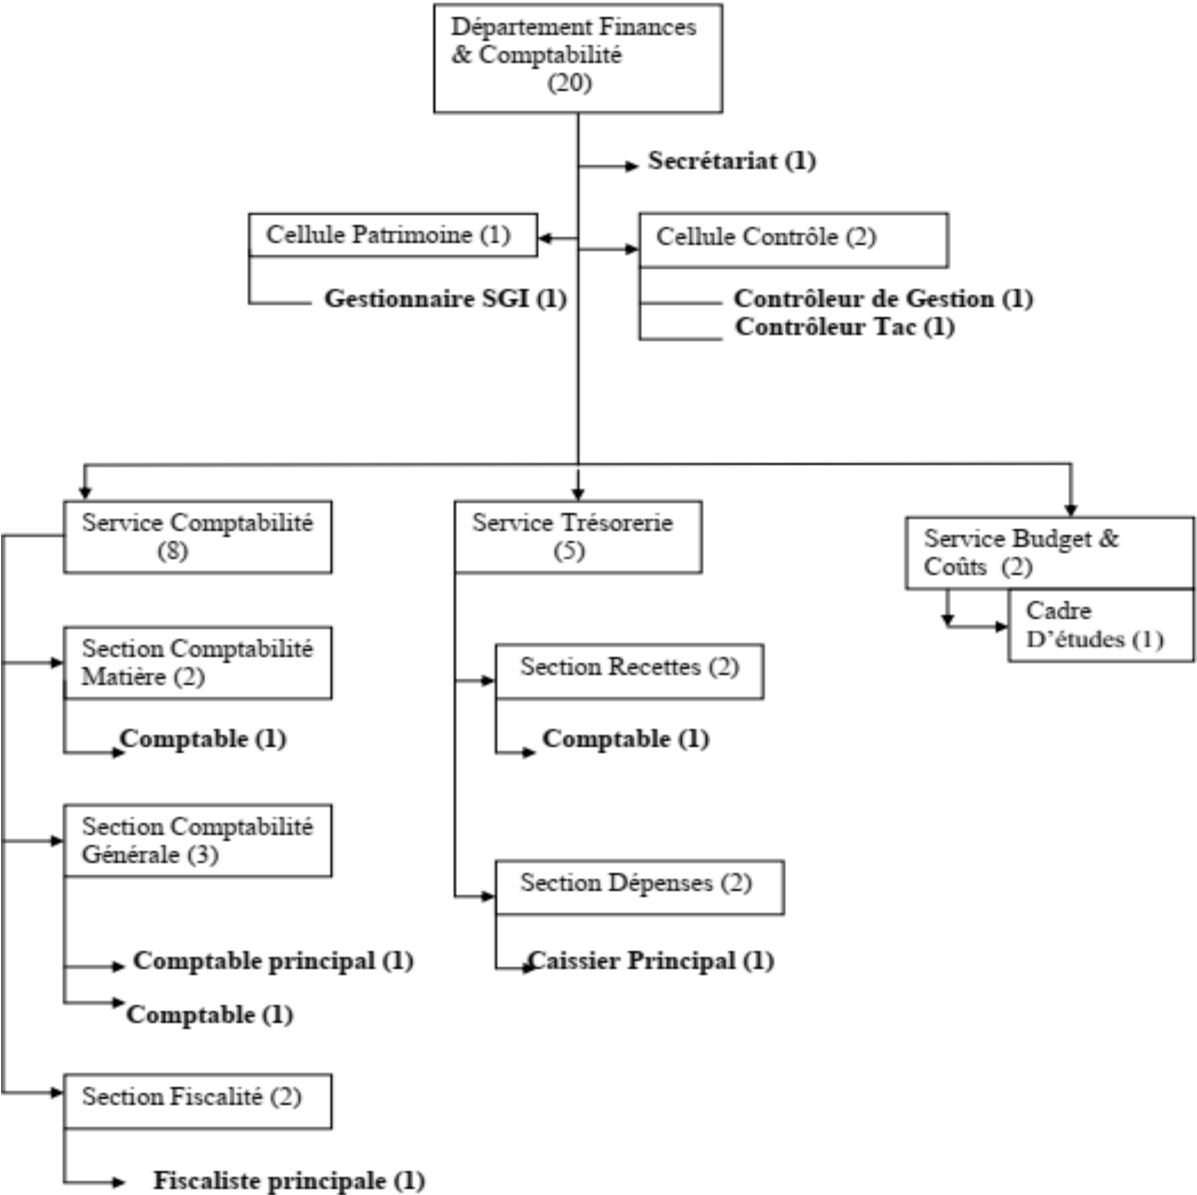 Département Finances
& Comptabilité
(20)
Secrétariat (1)
Cellule Patrimoine (1)
Cellule Contrôle (2)
Gestionnaire SGI (1)
Contrôleur de Gestion (1)
Contrôleur Tac (1)
Service Comptabilité
(8)
Section Comptabilité
Matière (2)
Comptable (1)
Section Comptabilité
Générale (3)
Comptable principal (1)
Comptable (1)
Section Fiscalité (2)
Fiscaliste principale (1)
Service Trésorerie
(5)
Section Recettes (2)
Comptable (1)
Section Dépenses (2)
Caissier Principal (1)
Service Budget &
Coûts (2)
Cadre
D’études (1)